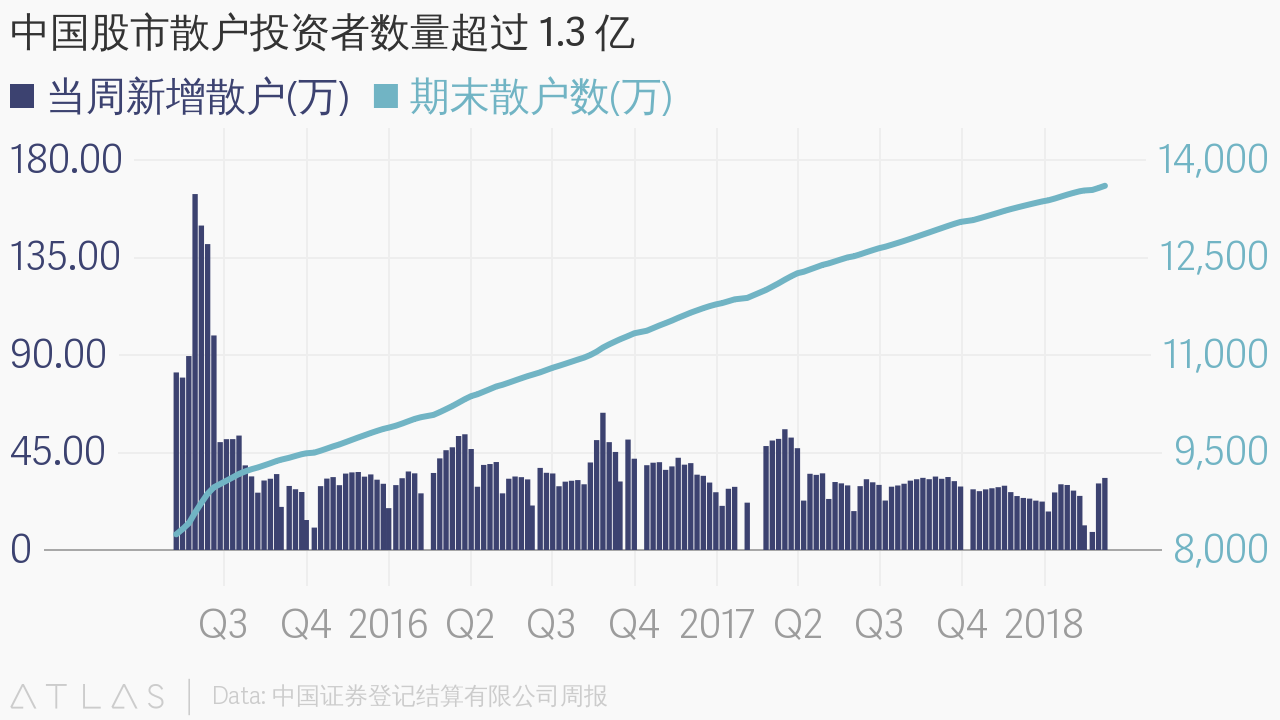 中国股市散户投资者数量超过 1.3 亿
当周新增散户(万) 期末散户数(万)
180.00 14,000
135.00 12,500
90.00 11,000
45.00 9,500
0 8,000
Q3 Q4 2016 Q2 Q3 Q4 2017 Q2 Q3 Q4 2018
ATLAS Data: 中国证券登记结算有限公司周报